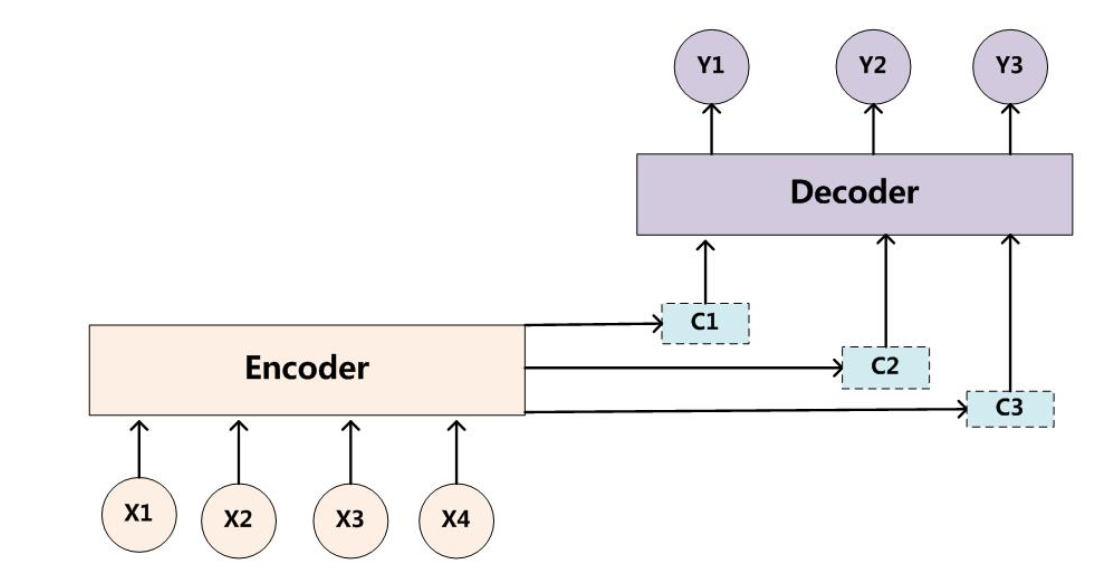 Y1
Y2
Y3
Decoder
C1
Encoder
C2
C3
X1
X2
X3
X4